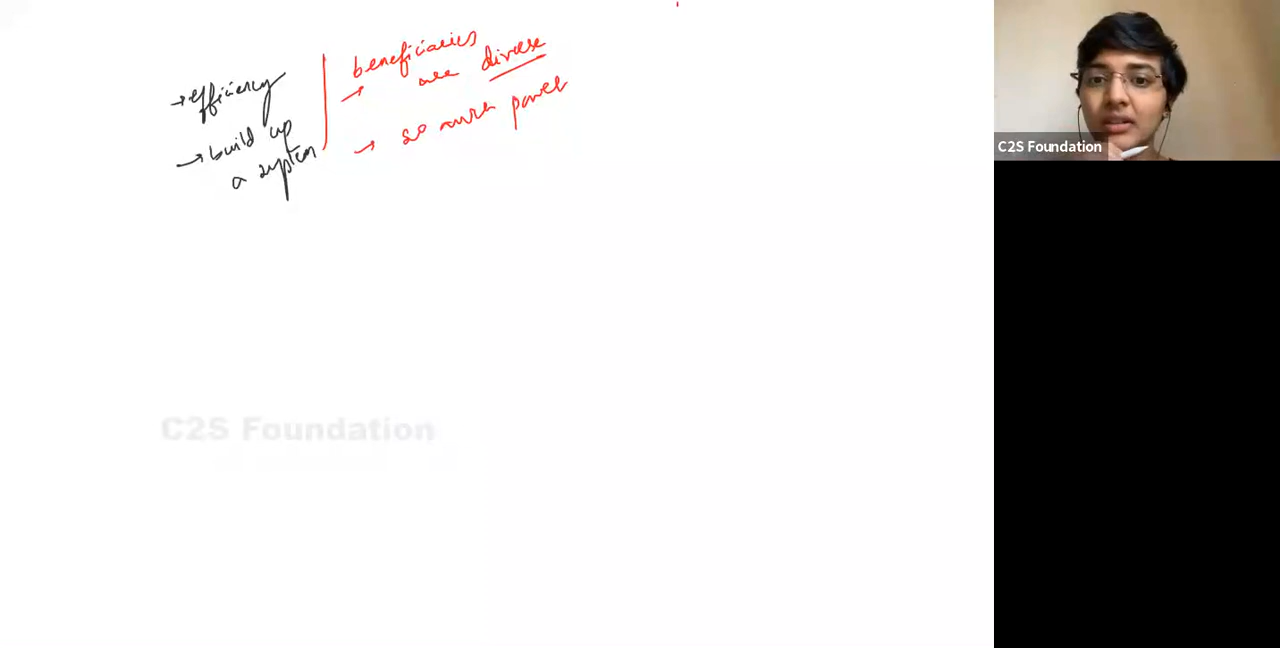 → efficiency
→ build up
a system
beneficiaries
→ are diverse
→ so much power
C2S Foundation
C2S Foundation